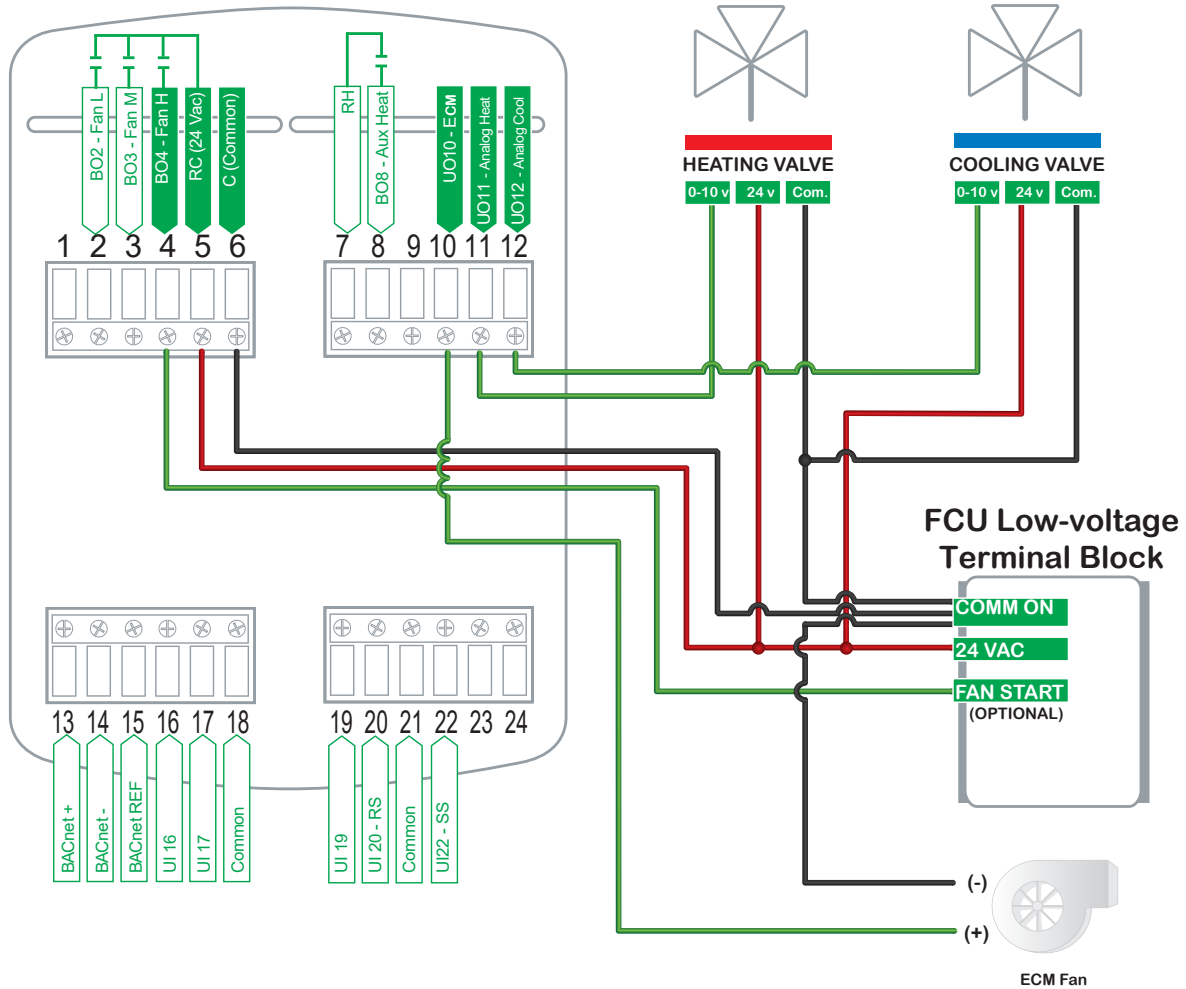 BO2 - Fan L
BO3 - Fan M
BO4 - Fan H
RC (24 Vac)
C (Common)
RH
BO8 - Aux Heat
UO10 - ECM
UO11 - Analog Heat
UO12 - Analog Cool
1 2 3 4 5 6
7 8 9 10 11 12
HEATING VALVE
0-10 v 24 v Com.
COOLING VALVE
0-10 v 24 v Com.
FCU Low-voltage
Terminal Block
COMM ON
24 VAC
FAN START
(OPTIONAL)
13 14 15 16 17 18
19 20 21 22 23 24
BACnet +
BACnet -
BACnet REF
UI 16
UI 17
Common
UI 19
UI 20 - RS
Common
UI22 - SS
(-)
(+)
ECM Fan